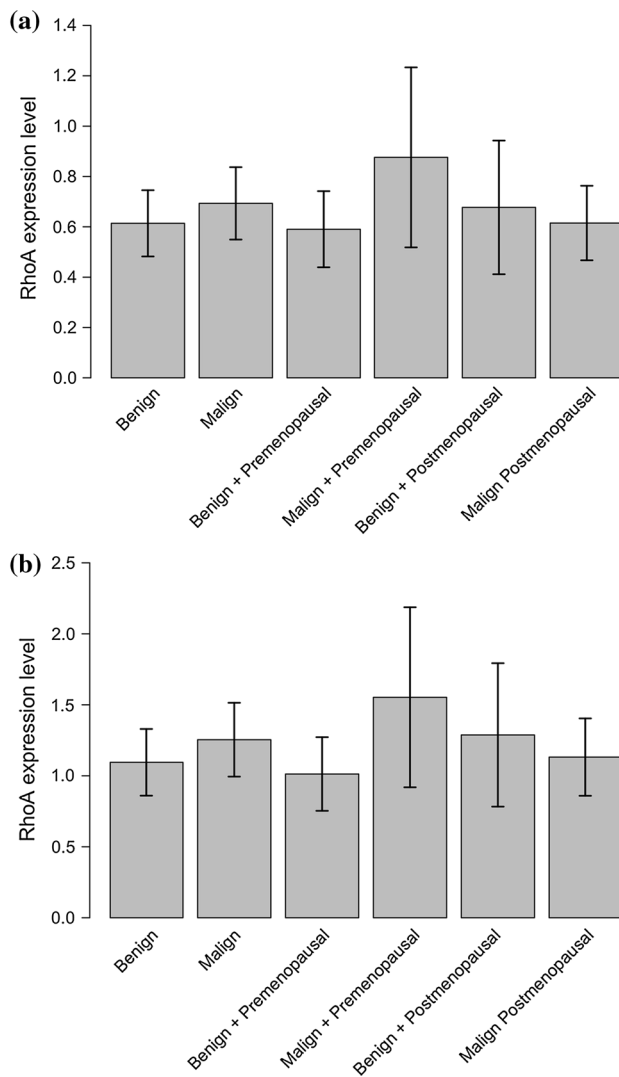 (a)
RhoA expression level
1.4
1.2
1.0
0.8
0.6
0.4
0.2
0.0
Benign
Malign
Benign + Premenopausal
Malign + Premenopausal
Benign + Postmenopausal
Malign Postmenopausal
(b)
RhoA expression level
2.5
2.0
1.5
1.0
0.5
0.0
Benign
Malign
Benign + Premenopausal
Malign + Premenopausal
Benign + Postmenopausal
Malign Postmenopausal